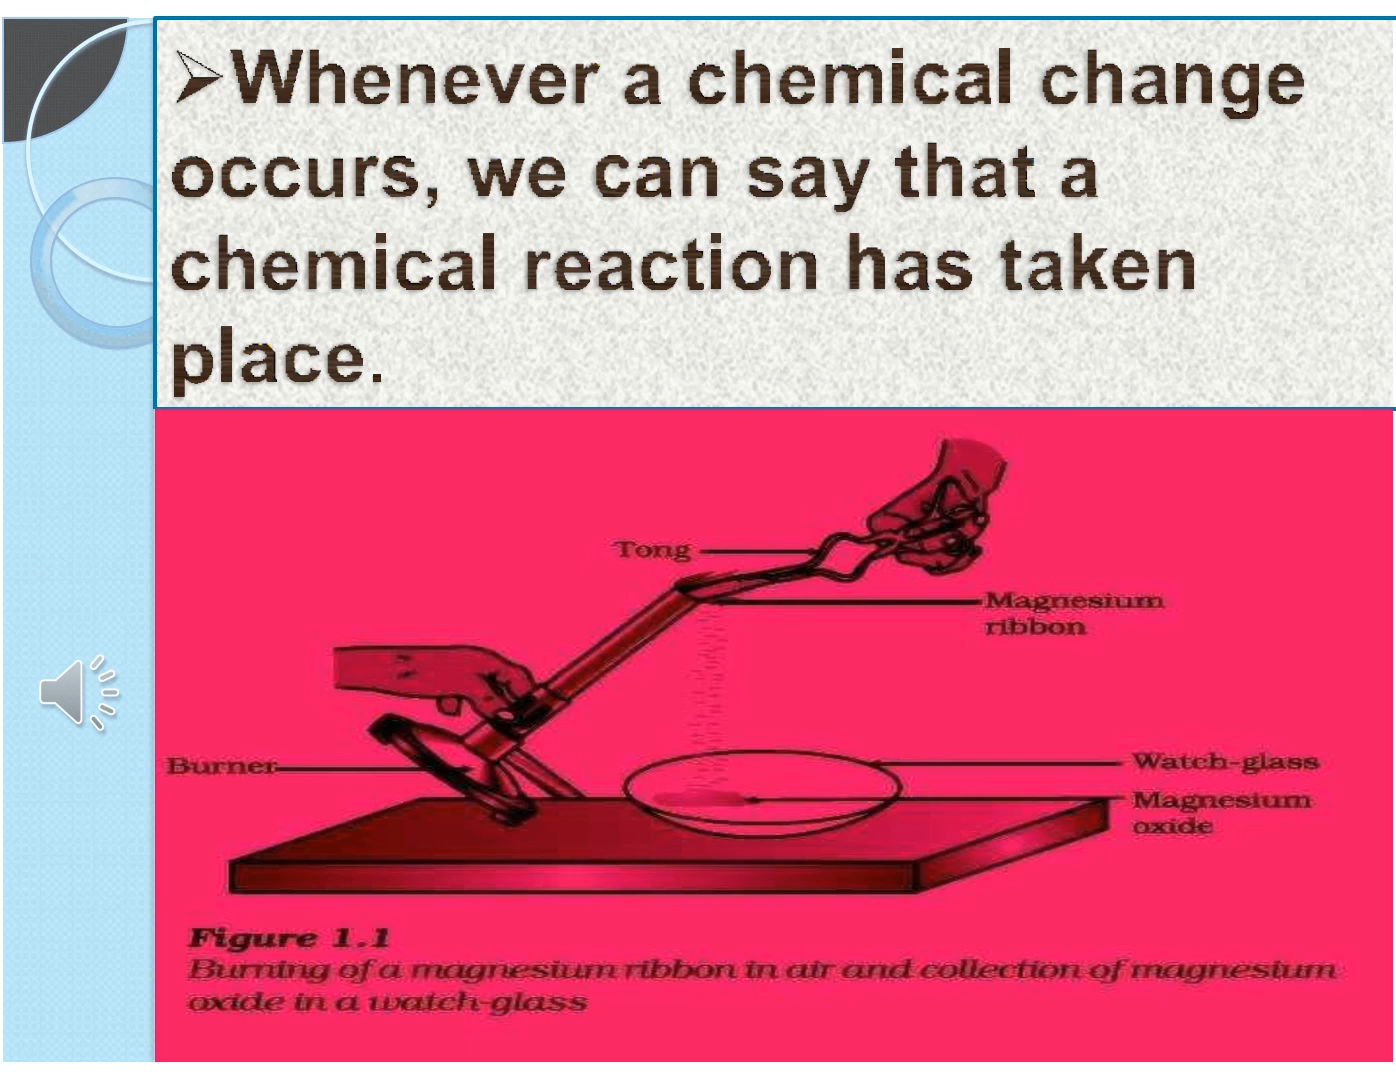 ➢Whenever a chemical change
occurs, we can say that a
chemical reaction has taken
place.
Tong
Magnesium
ribbon
Burner
Watch-glass
Magnesium
oxide
Figure 1.1
Burning of a magnesium ribbon in air and collection of magnesium
oxide in a watch-glass